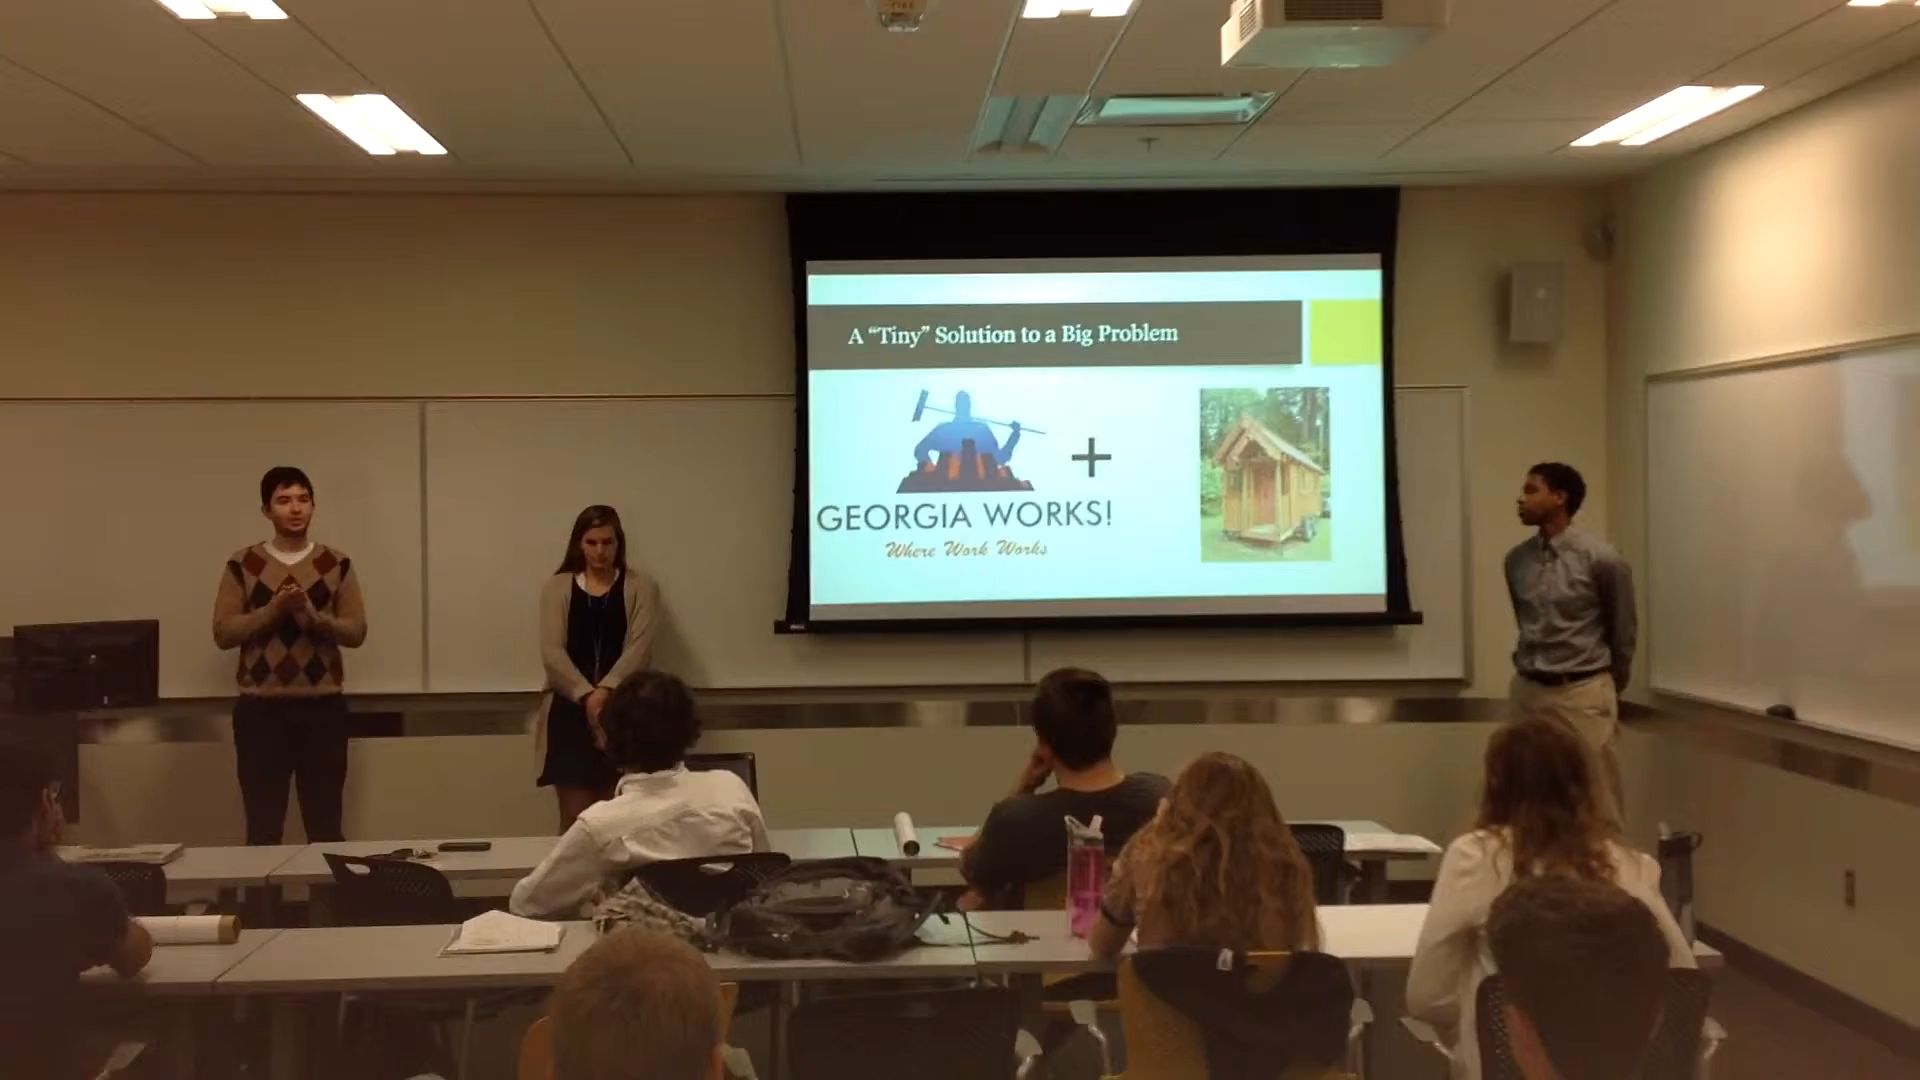 A “Tiny” Solution to a Big Problem
+
GEORGIA WORKS!
Where Work Works